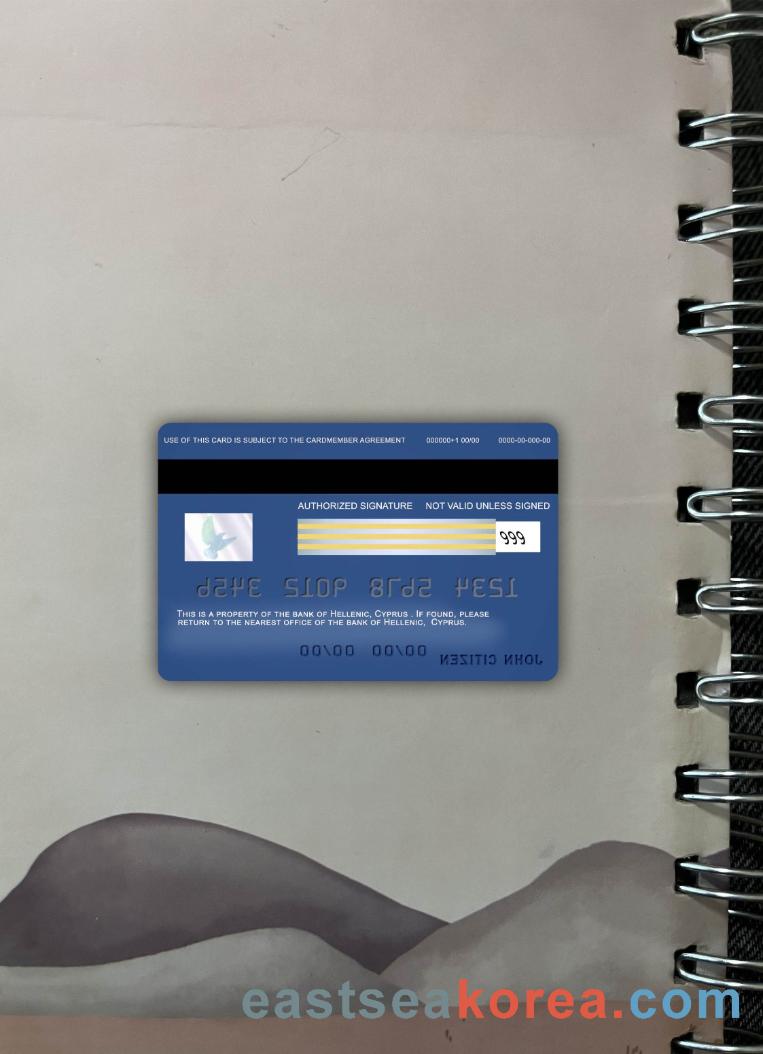 USE OF THIS CARD IS SUBJECT TO THE CARDMEMBER AGREEMENT 000000+1 00/00 0000-00-000-00
AUTHORIZED SIGNATURE NOT VALID UNLESS SIGNED
999
1234 5678 9012 3456
THIS IS A PROPERTY OF THE BANK OF HELLENIC, CYPRUS . IF FOUND, PLEASE
RETURN TO THE NEAREST OFFICE OF THE BANK OF HELLENIC, CYPRUS.
00/00 00/00
JOHN CITIZEN
eastseakorea.com